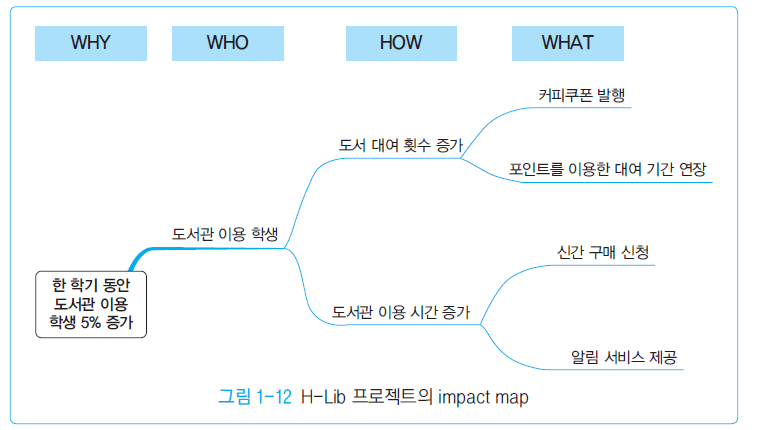 WHY
WHO
HOW
WHAT
커피쿠폰 발행
도서 대여 횟수 증가
포인트를 이용한 대여 기간 연장
도서관 이용 학생
신간 구매 신청
한 학기 동안
도서관 이용
학생 5% 증가
도서관 이용 시간 증가
알림 서비스 제공
그림 1-12 H-Lib 프로젝트의 impact map